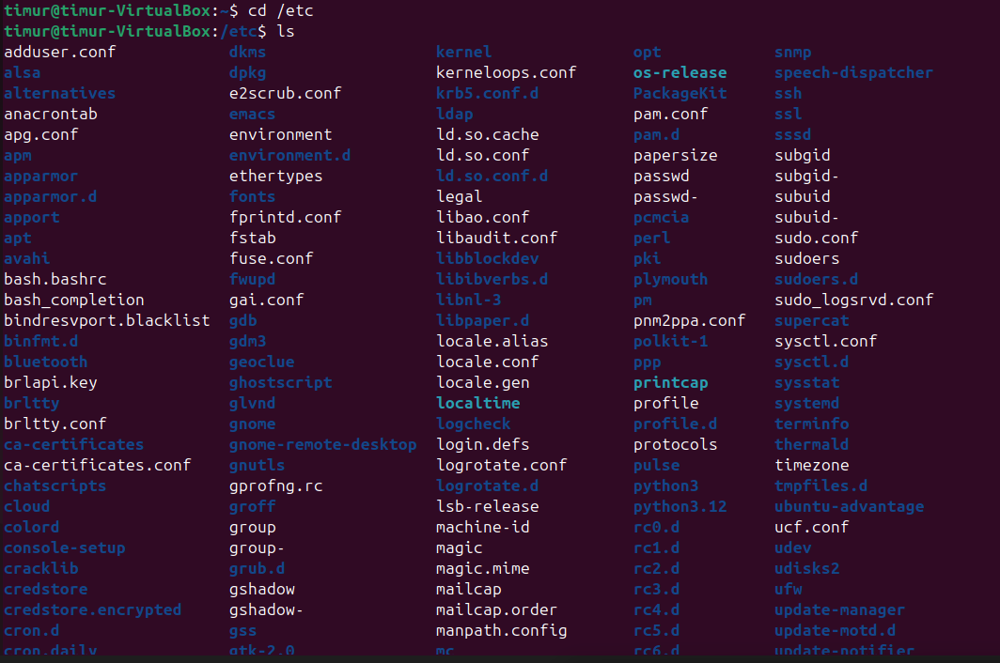 timur@timur-VirtualBox:~$ cd /etc
timur@timur-VirtualBox:/etc$ ls
adduser.conf dkms kernel opt snmp
alsa dpkg kerneloops.conf os-release speech-dispatcher
alternatives e2scrub.conf krb5.conf.d PackageKit ssh
anacrontab emacs ldap pam.conf ssl
apg.conf environment ld.so.cache pam.d sssd
apm environment.d ld.so.conf papersize subgid
apparmor ethertypes ld.so.conf.d passwd subgid-
apparmor.d fonts legal passwd- subuid
apport fprintd.conf libao.conf pcmcia subuid-
apt fstab libaudit.conf perl sudo.conf
avahi fuse.conf libblockdev pki sudoers
bash.bashrc fwupd libibverbs.d plymouth sudoers.d
bash_completion gai.conf libnl-3 pm sudo_logsrvd.conf
bindresvport.blacklist gdb libpaper.d pnm2ppa.conf supercat
binfmt.d gdm3 locale.alias polkit-1 sysctl.conf
bluetooth geoclue locale.conf ppp sysctl.d
brlapi.key ghostscript locale.gen printcap sysstat
brltty glvnd localtime profile systemd
brltty.conf gnome logcheck profile.d terminfo
ca-certificates gnome-remote-desktop login.defs protocols thermald
ca-certificates.conf gnutls logrotate.conf pulse timezone
chatscripts gprofng.rc logrotate.d python3 tmpfiles.d
cloud groff lsb-release python3.12 ubuntu-advantage
colord group machine-id rc0.d ucf.conf
console-setup group- magic rc1.d udev
cracklib grub.d magic.mime rc2.d udisks2
credstore gshadow mailcap rc3.d ufw
credstore.encrypted gshadow- mailcap.order rc4.d update-manager
cron.d gss manpath.config rc5.d update-motd.d
cron.daily gtk-2.0 mc rc6.d update-notifier